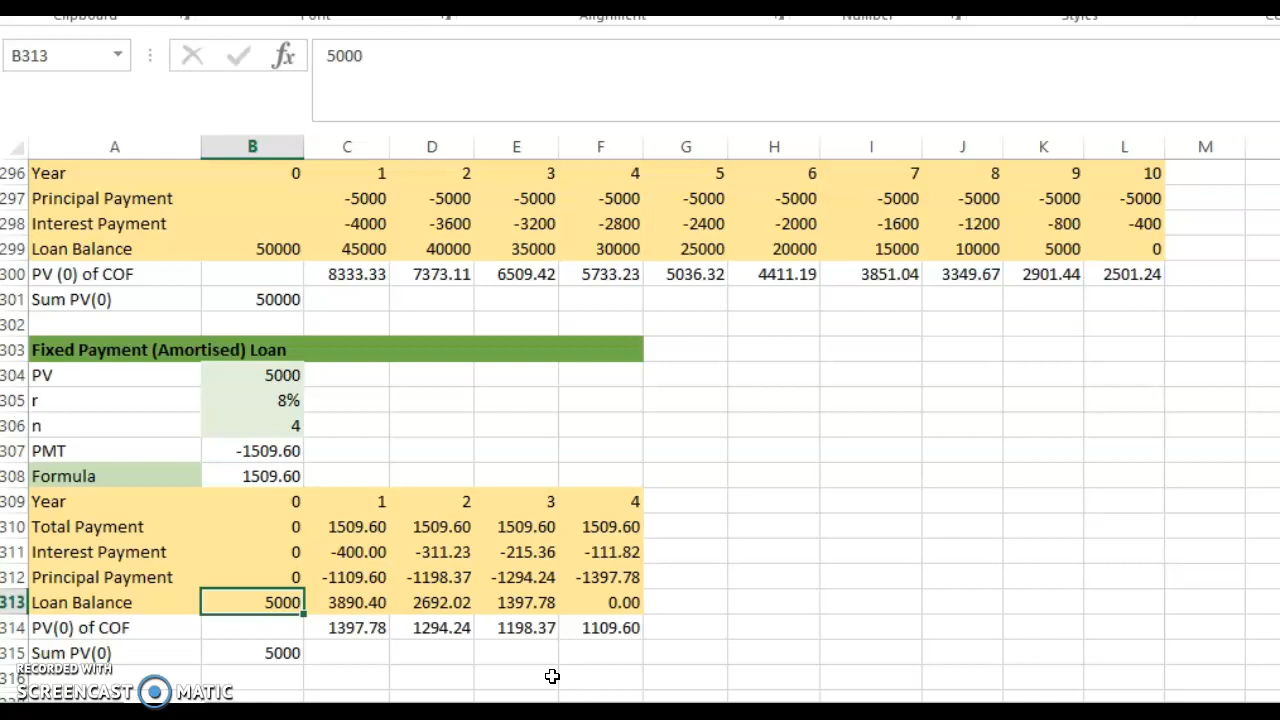 Clipboard Font Alignment Number Styles
B313 fx 5000
A B C D E F G H I J K L M
296 Year 0 1 2 3 4 5 6 7 8 9 10
297 Principal Payment -5000 -5000 -5000 -5000 -5000 -5000 -5000 -5000 -5000 -5000
298 Interest Payment -4000 -3600 -3200 -2800 -2400 -2000 -1600 -1200 -800 -400
299 Loan Balance 50000 45000 40000 35000 30000 25000 20000 15000 10000 5000 0
300 PV (0) of COF 8333.33 7373.11 6509.42 5733.23 5036.32 4411.19 3851.04 3349.67 2901.44 2501.24
301 Sum PV(0) 50000
302
303 Fixed Payment (Amortised) Loan
304 PV 5000
305 r 8%
306 n 4
307 PMT -1509.60
308 Formula 1509.60
309 Year 0 1 2 3 4
310 Total Payment 0 1509.60 1509.60 1509.60 1509.60
311 Interest Payment 0 -400.00 -311.23 -215.36 -111.82
312 Principal Payment 0 -1109.60 -1198.37 -1294.24 -1397.78
313 Loan Balance 5000 3890.40 2692.02 1397.78 0.00
314 PV(0) of COF 1397.78 1294.24 1198.37 1109.60
315 Sum PV(0) 5000
RECORDED WITH
316
SCREENCAST MATIC